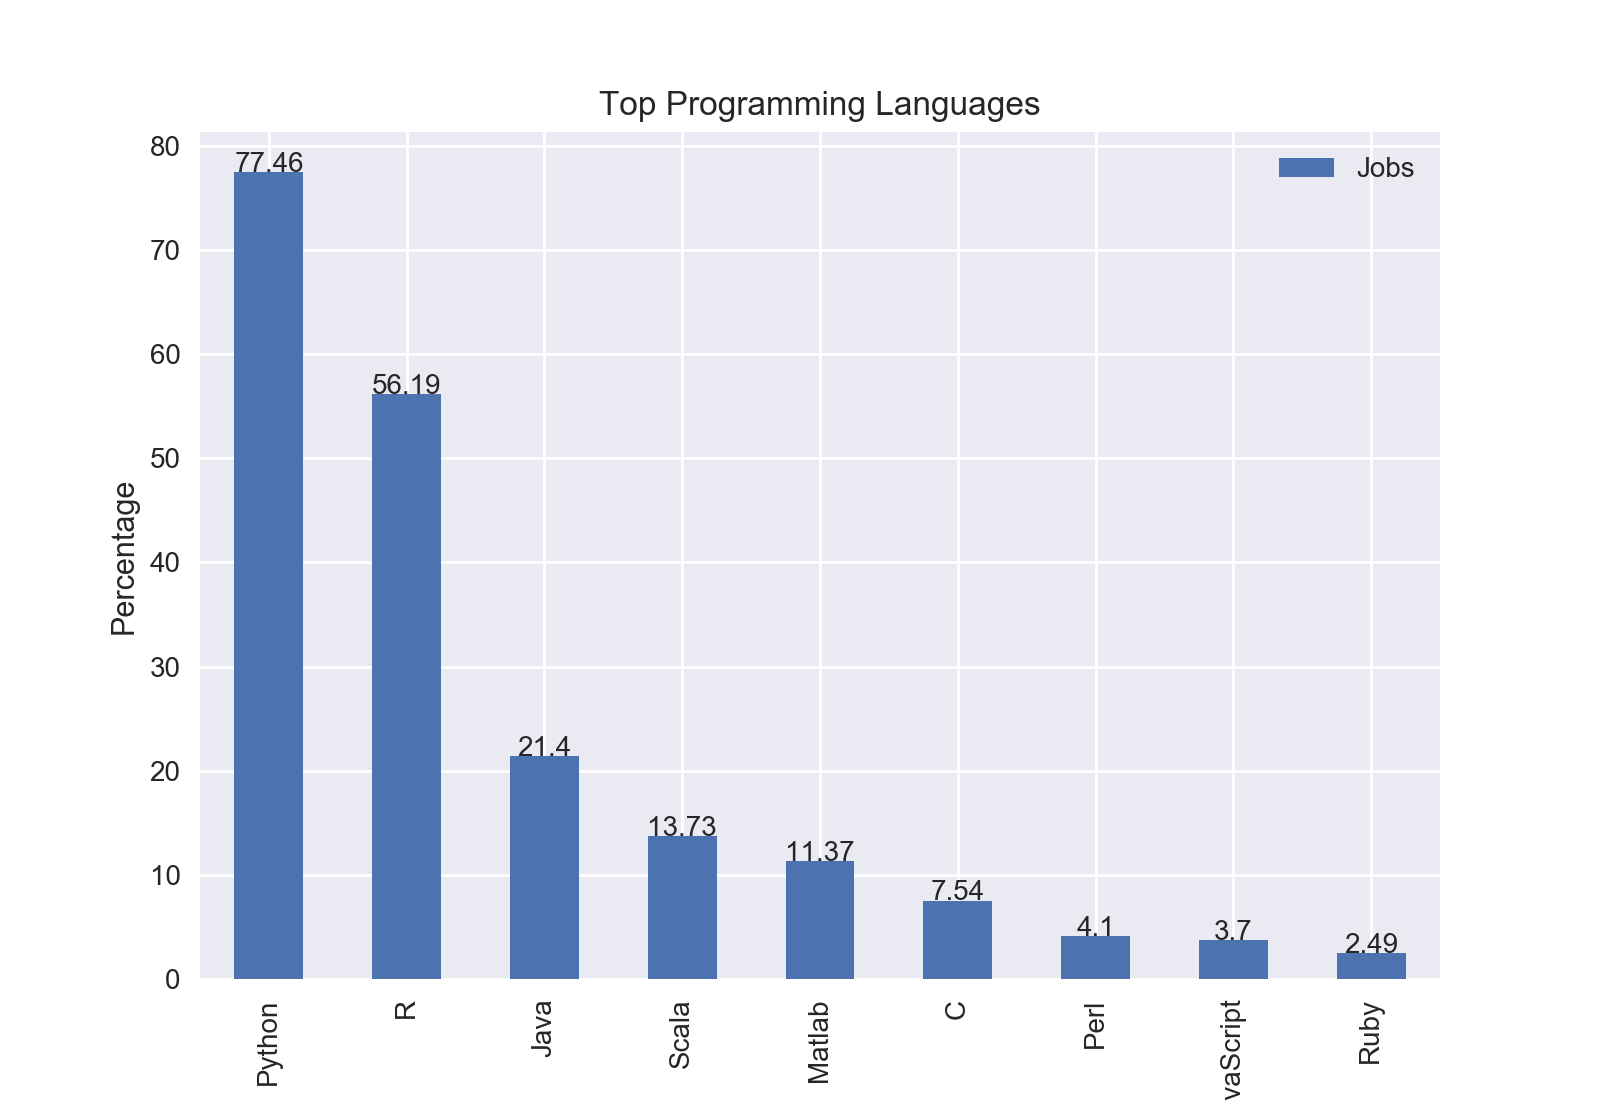 Top Programming Languages
Jobs
Percentage
80
70
60
50
40
30
20
10
0
77.46
56.19
21.4
13.73
11.37
7.54
4.1
3.7
2.49
Python
R
Java
Scala
Matlab
C
Perl
vaScript
Ruby